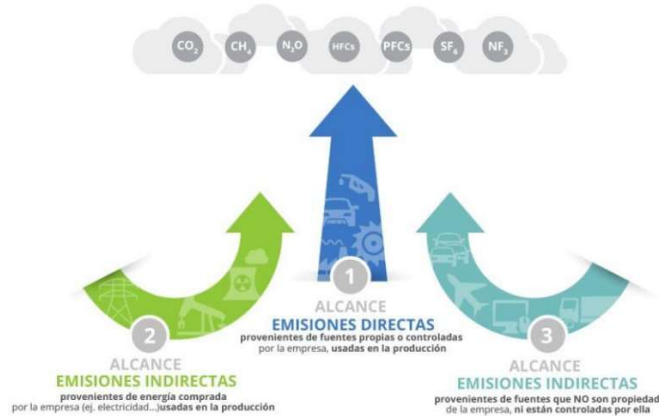 CO₂ CH₄ N₂O HFCs PFCs SF₆ NF₃
1
ALCANCE
EMISIONES DIRECTAS
provenientes de fuentes propias o controladas
por la empresa, usadas en la producción
2
ALCANCE
EMISIONES INDIRECTAS
provenientes de energía comprada
por la empresa (ej. electricidad...)usadas en la producción
3
ALCANCE
EMISIONES INDIRECTAS
provenientes de fuentes que NO son propiedad
de la empresa, ni están controladas por ella